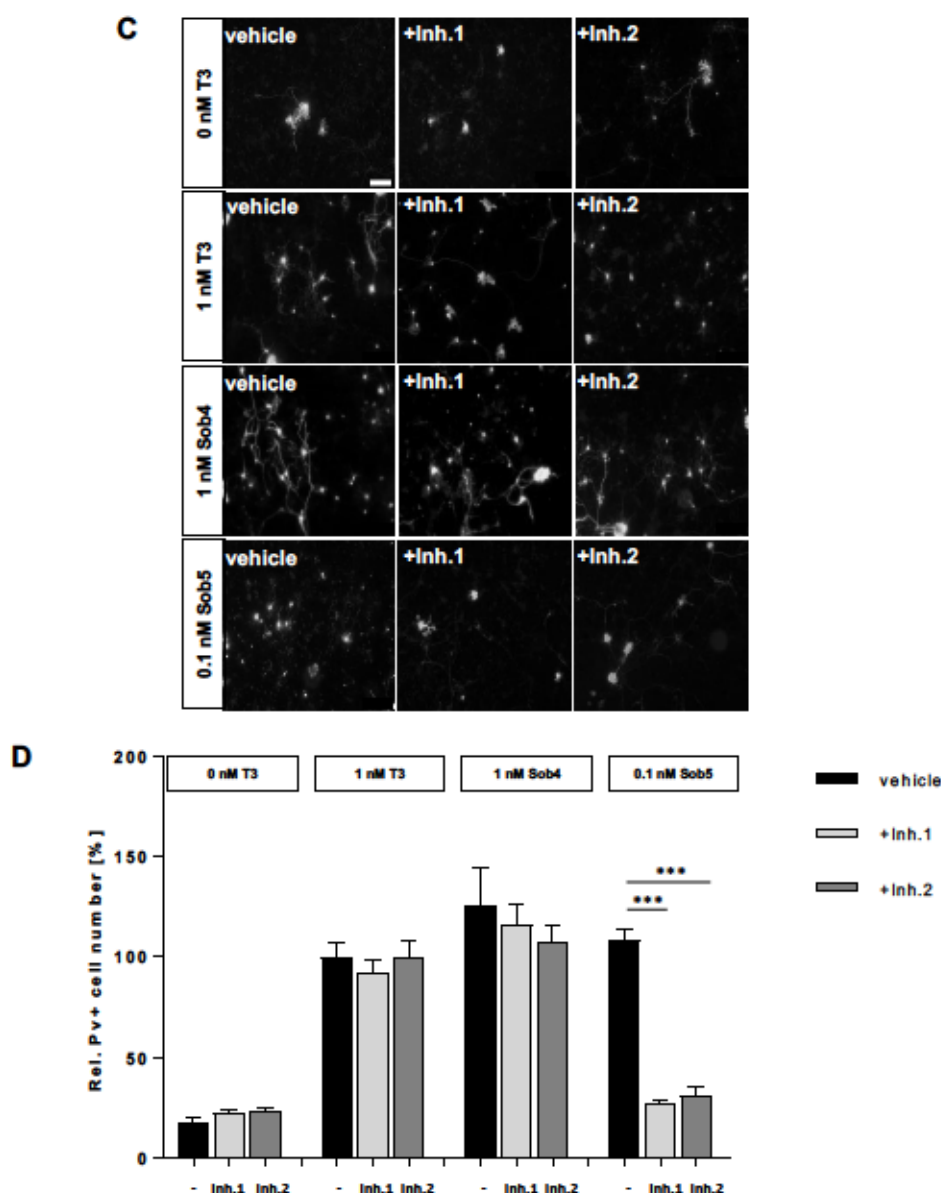 C
vehicle +Inh.1 +Inh.2
0 nM T3
vehicle +Inh.1 +Inh.2
1 nM T3
vehicle +Inh.1 +Inh.2
1 nM Sob4
vehicle +Inh.1 +Inh.2
0.1 nM Sob5
D
200
0 nM T3 1 nM T3 1 nM Sob4 0.1 nM Sob5
vehicle
150
+Inh.1
***
***
+Inh.2
100
Rel. Pv+ cell number [%]
50
0
- Inh.1 Inh.2 - Inh.1 Inh.2 - Inh.1 Inh.2 - Inh.1 Inh.2